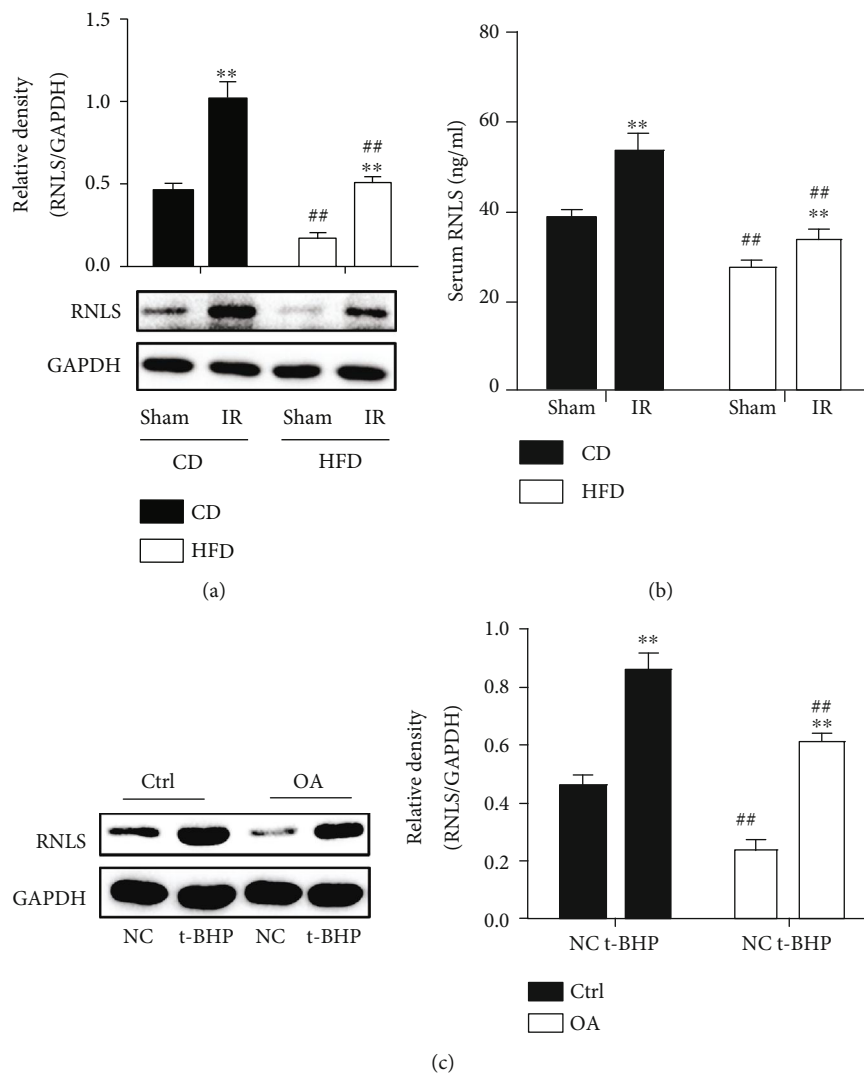 Relative density
(RNLS/GAPDH)
1.5
1.0
0.5
0.0
**
##
##
**
RNLS
GAPDH
Sham IR Sham IR
CD HFD
CD
HFD
(a)
Serum RNLS (ng/ml)
80
60
40
20
0
**
##
##
**
Sham IR Sham IR
CD
HFD
(b)
Ctrl OA
RNLS
GAPDH
NC t-BHP NC t-BHP
Relative density
(RNLS/GAPDH)
1.0
0.8
0.6
0.4
0.2
0.0
**
##
##
**
NC t-BHP NC t-BHP
Ctrl
OA
(c)